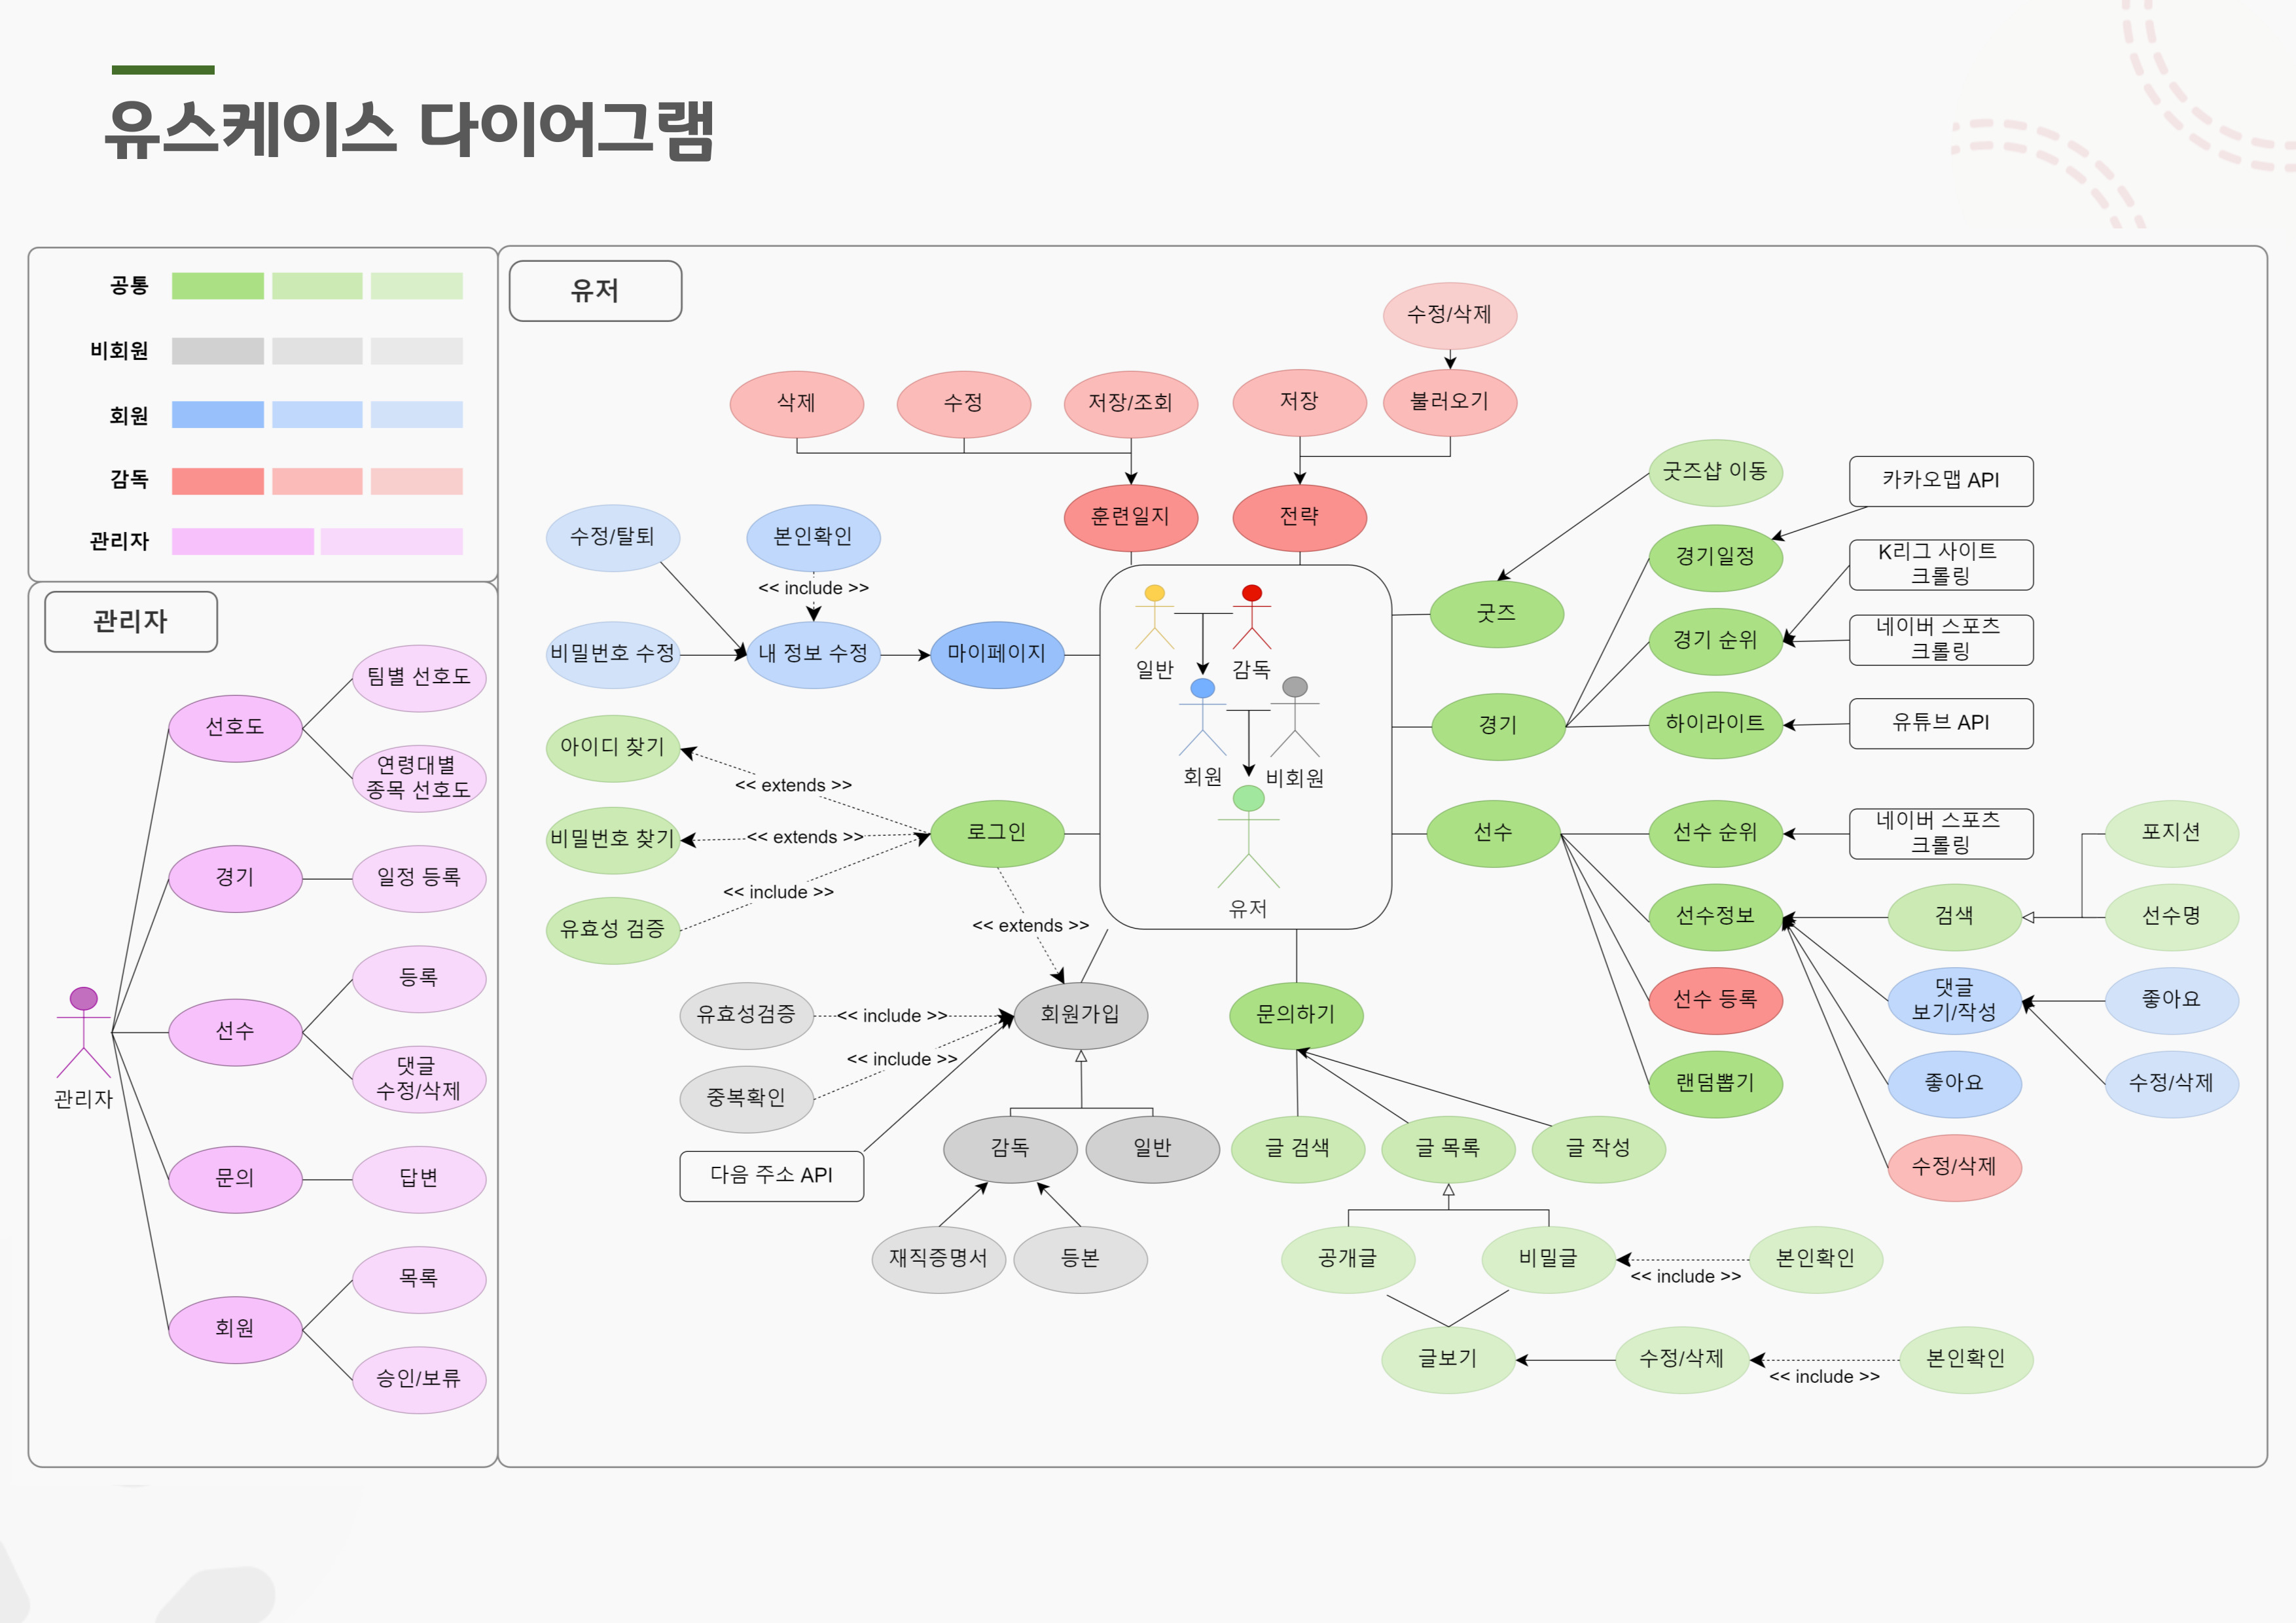 유스케이스 다이어그램
공통
비회원
회원
감독
관리자
관리자
팀별 선호도
선호도
연령대별
종목 선호도
경기
일정 등록
등록
선수
댓글
수정/삭제
관리자
문의
답변
목록
회원
승인/보류
유저
수정/삭제
삭제
수정
저장/조회
저장
불러오기
훈련일지
전략
수정/탈퇴
본인확인
<< include >>
비밀번호 수정
내 정보 수정
마이페이지
아이디 찾기
<< extends >>
비밀번호 찾기
<< extends >>
로그인
<< include >>
유효성 검증
<< extends >>
일반
감독
회원
비회원
유저
굿즈샵 이동
카카오맵 API
경기일정
K리그 사이트
크롤링
굿즈
경기 순위
네이버 스포츠
크롤링
경기
하이라이트
유튜브 API
선수
선수 순위
네이버 스포츠
크롤링
포지션
선수정보
검색
선수명
선수 등록
댓글
보기/작성
좋아요
랜덤뽑기
좋아요
수정/삭제
수정/삭제
유효성검증
<< include >>
회원가입
문의하기
<< include >>
중복확인
다음 주소 API
감독
일반
글 검색
글 목록
글 작성
재직증명서
등본
공개글
비밀글
<< include >>
본인확인
글보기
수정/삭제
<< include >>
본인확인